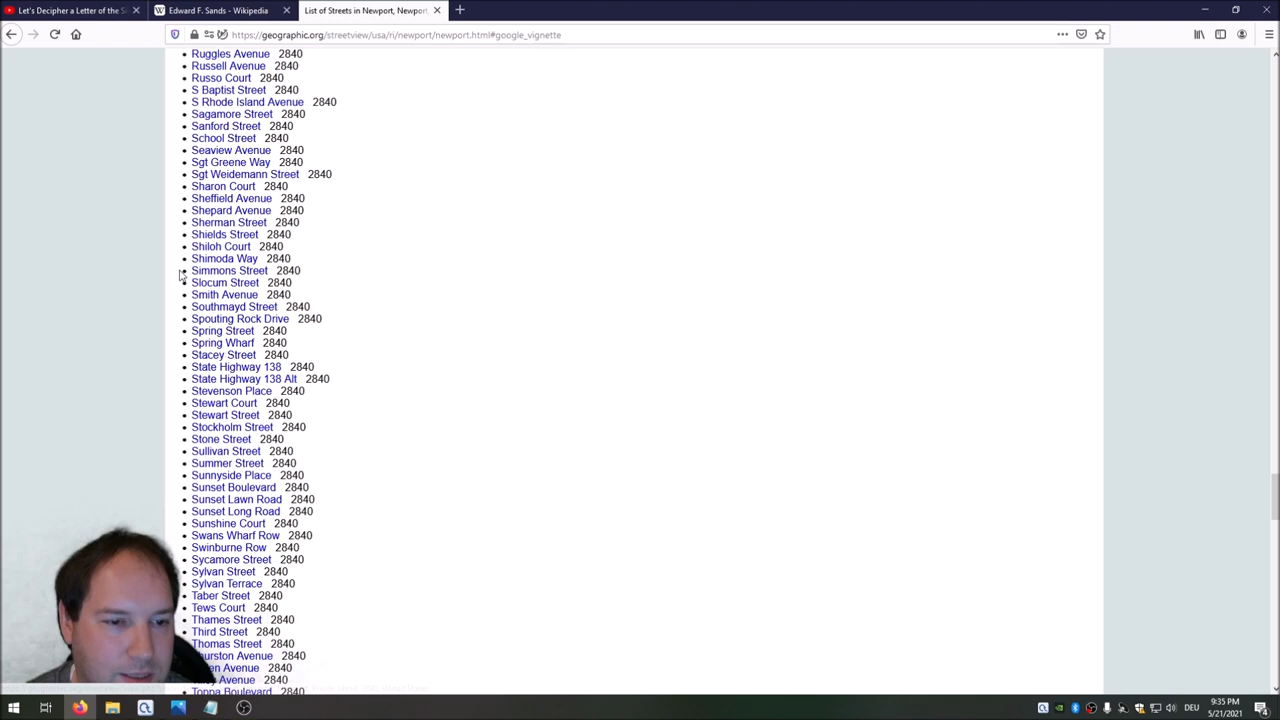 Let's Decipher a Letter of the S
Edward F. Sands - Wikipedia
List of Streets in Newport, Newport,
https://geographic.org/streetview/usa/ri/newport/newport.html#google_vignette
Ruggles Avenue 2840
Russell Avenue 2840
Russo Court 2840
S Baptist Street 2840
S Rhode Island Avenue 2840
Sagamore Street 2840
Sanford Street 2840
School Street 2840
Seaview Avenue 2840
Sgt Greene Way 2840
Sgt Weidemann Street 2840
Sharon Court 2840
Sheffield Avenue 2840
Shepard Avenue 2840
Sherman Street 2840
Shields Street 2840
Shiloh Court 2840
Shimoda Way 2840
Simmons Street 2840
Slocum Street 2840
Smith Avenue 2840
Southmayd Street 2840
Spouting Rock Drive 2840
Spring Street 2840
Spring Wharf 2840
Stacey Street 2840
State Highway 138 2840
State Highway 138 Alt 2840
Stevenson Place 2840
Stewart Court 2840
Stewart Street 2840
Stockholm Street 2840
Stone Street 2840
Sullivan Street 2840
Summer Street 2840
Sunnyside Place 2840
Sunset Boulevard 2840
Sunset Lawn Road 2840
Sunset Long Road 2840
Sunshine Court 2840
Swans Wharf Row 2840
Swinburne Row 2840
Sycamore Street 2840
Sylvan Street 2840
Sylvan Terrace 2840
Taber Street 2840
Tews Court 2840
Thames Street 2840
Third Street 2840
Thomas Street 2840
hurston Avenue 2840
en Avenue 2840
Avenue 2840
Toppa Boulevard 2840
DEU
9:35 PM
5/21/2021
4